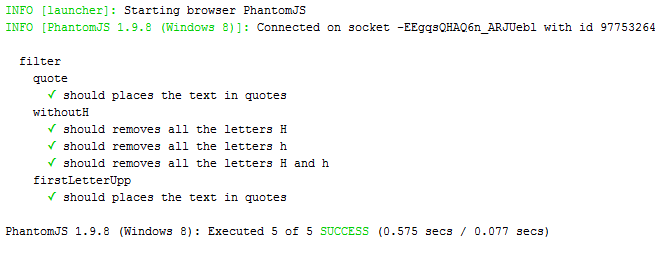 INFO [launcher]: Starting browser PhantomJS
INFO [PhantomJS 1.9.8 (Windows 8)]: Connected on socket -EEgqsQHAQ6n_ARJUebl with id 97753264
filter
quote
✓ should places the text in quotes
withoutH
✓ should removes all the letters H
✓ should removes all the letters h
✓ should removes all the letters H and h
firstLetterUpp
✓ should places the text in quotes
PhantomJS 1.9.8 (Windows 8): Executed 5 of 5 SUCCESS (0.575 secs / 0.077 secs)